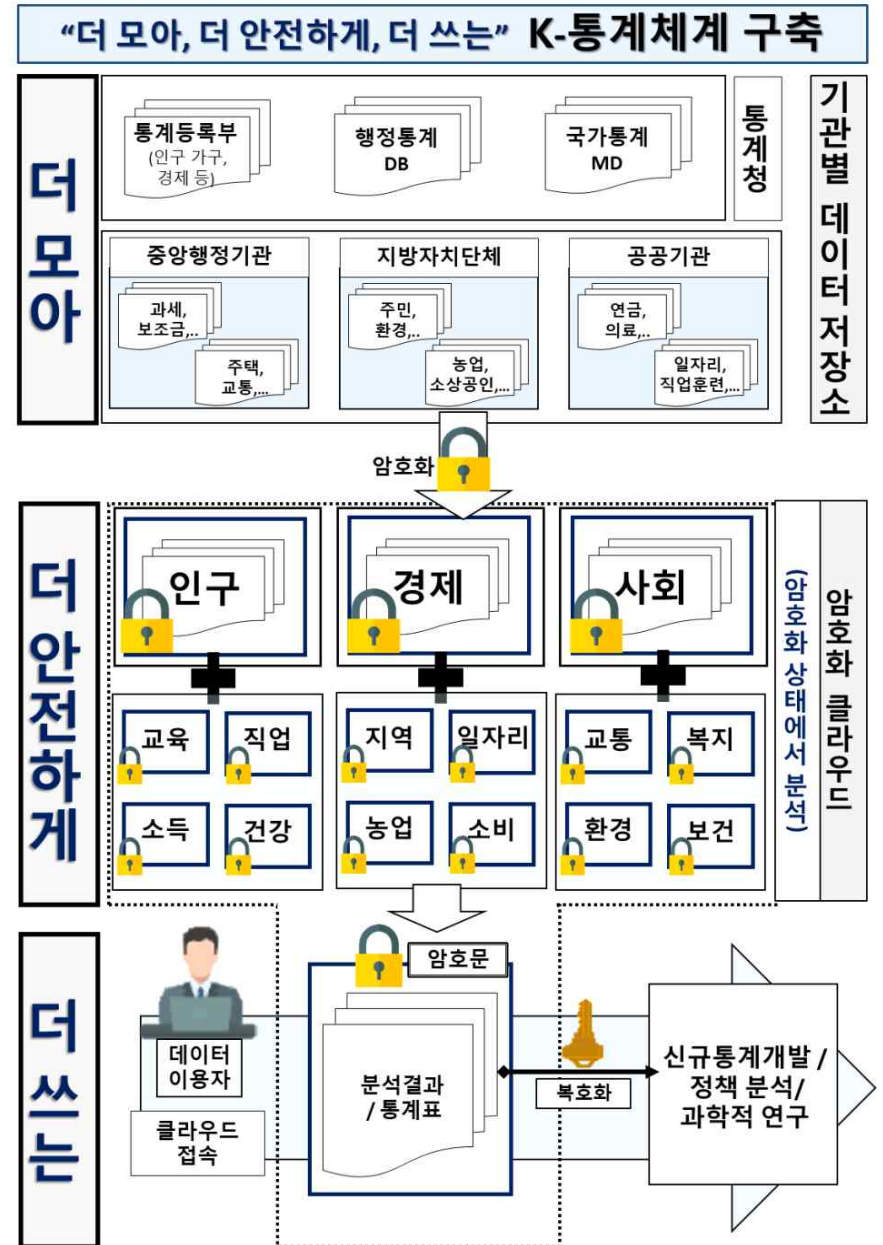 “더 모아, 더 안전하게, 더 쓰는” K-통계체계 구축
더 모아
통계등록부
(인구 가구,
경제 등)
행정통계
DB
국가통계
MD
통계청
기관별 데이터 저장소
중앙행정기관
과세,
보조금,..
주택,
교통,...
지방자치단체
주민,
환경,..
농업,
소상공인,...
공공기관
연금,
의료,..
일자리,
직업훈련,...
암호화
더 안전하게
인구
경제
사회
교육
직업
소득
건강
지역
일자리
농업
소비
교통
복지
환경
보건
(암호화 상태에서 분석)
암호화 클라우드
더 쓰는
데이터
이용자
클라우드
접속
암호문
분석결과
/ 통계표
복호화
신규통계개발 /
정책 분석/
과학적 연구